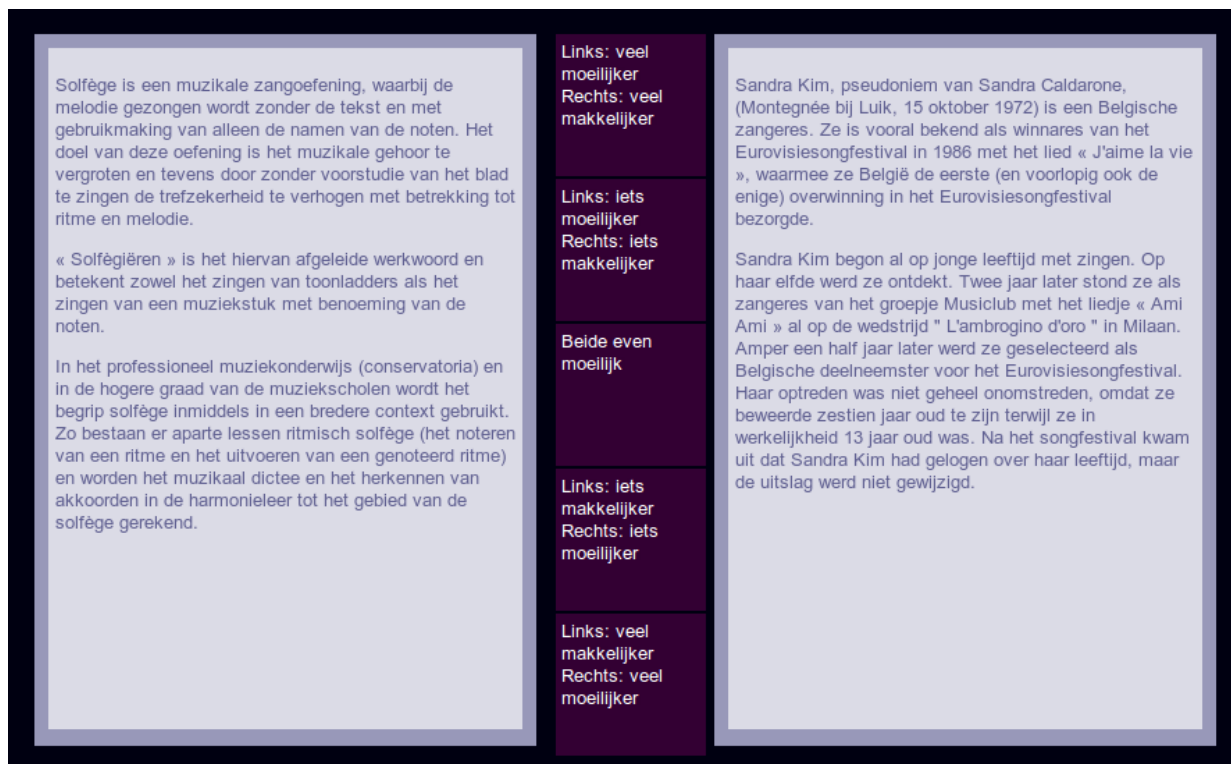 Solfège is een muzikale zangoefening, waarbij de
melodie gezongen wordt zonder de tekst en met
gebruikmaking van alleen de namen van de noten. Het
doel van deze oefening is het muzikale gehoor te
vergroten en tevens door zonder voorstudie van het blad
te zingen de trefzekerheid te verhogen met betrekking tot
ritme en melodie.
« Solfègiëren » is het hiervan afgeleide werkwoord en
betekent zowel het zingen van toonladders als het
zingen van een muziekstuk met benoeming van de
noten.
In het professioneel muziekonderwijs (conservatoria) en
in de hogere graad van de muziekscholen wordt het
begrip solfège inmiddels in een bredere context gebruikt.
Zo bestaan er aparte lessen ritmisch solfège (het noteren
van een ritme en het uitvoeren van een genoteerd ritme)
en worden het muzikaal dictee en het herkennen van
akkoorden in de harmonieleer tot het gebied van de
solfège gerekend.
Links: veel
moeilijker
Rechts: veel
makkelijker
Links: iets
moeilijker
Rechts: iets
makkelijker
Beide even
moeilijk
Links: iets
makkelijker
Rechts: iets
moeilijker
Links: veel
makkelijker
Rechts: veel
moeilijker
Sandra Kim, pseudoniem van Sandra Caldarone,
(Montegnée bij Luik, 15 oktober 1972) is een Belgische
zangeres. Ze is vooral bekend als winnares van het
Eurovisiesongfestival in 1986 met het lied « J'aime la vie
», waarmee ze België de eerste (en voorlopig ook de
enige) overwinning in het Eurovisiesongfestival
bezorgde.
Sandra Kim begon al op jonge leeftijd met zingen. Op
haar elfde werd ze ontdekt. Twee jaar later stond ze als
zangeres van het groepje Musiclub met het liedje « Ami
Ami » al op de wedstrijd " L'ambrogino d'oro " in Milaan.
Amper een half jaar later werd ze geselecteerd als
Belgische deelneemster voor het Eurovisiesongfestival.
Haar optreden was niet geheel onomstreden, omdat ze
beweerde zestien jaar oud te zijn terwijl ze in
werkelijkheid 13 jaar oud was. Na het songfestival kwam
uit dat Sandra Kim had gelogen over haar leeftijd, maar
de uitslag werd niet gewijzigd.